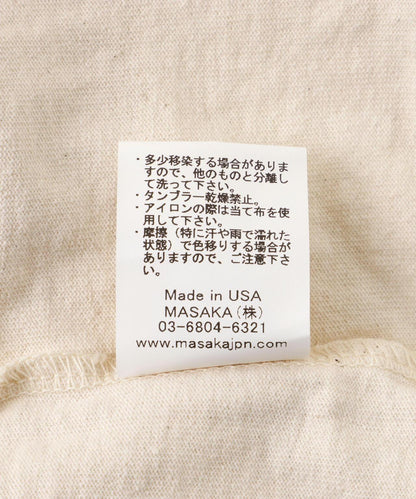 ・多少移染する場合がありま
すので、他のものと分離し
て洗って下さい。
・タンブラー乾燥禁止。
・アイロンの際は当て布を使
用して下さい。
・摩擦（特に汗や雨で濡れた
状態）で色移りする場合が
ありますので、ご注意下さ
い。
Made in USA
MASAKA（株）
03-6804-6321
www.masakajpn.com